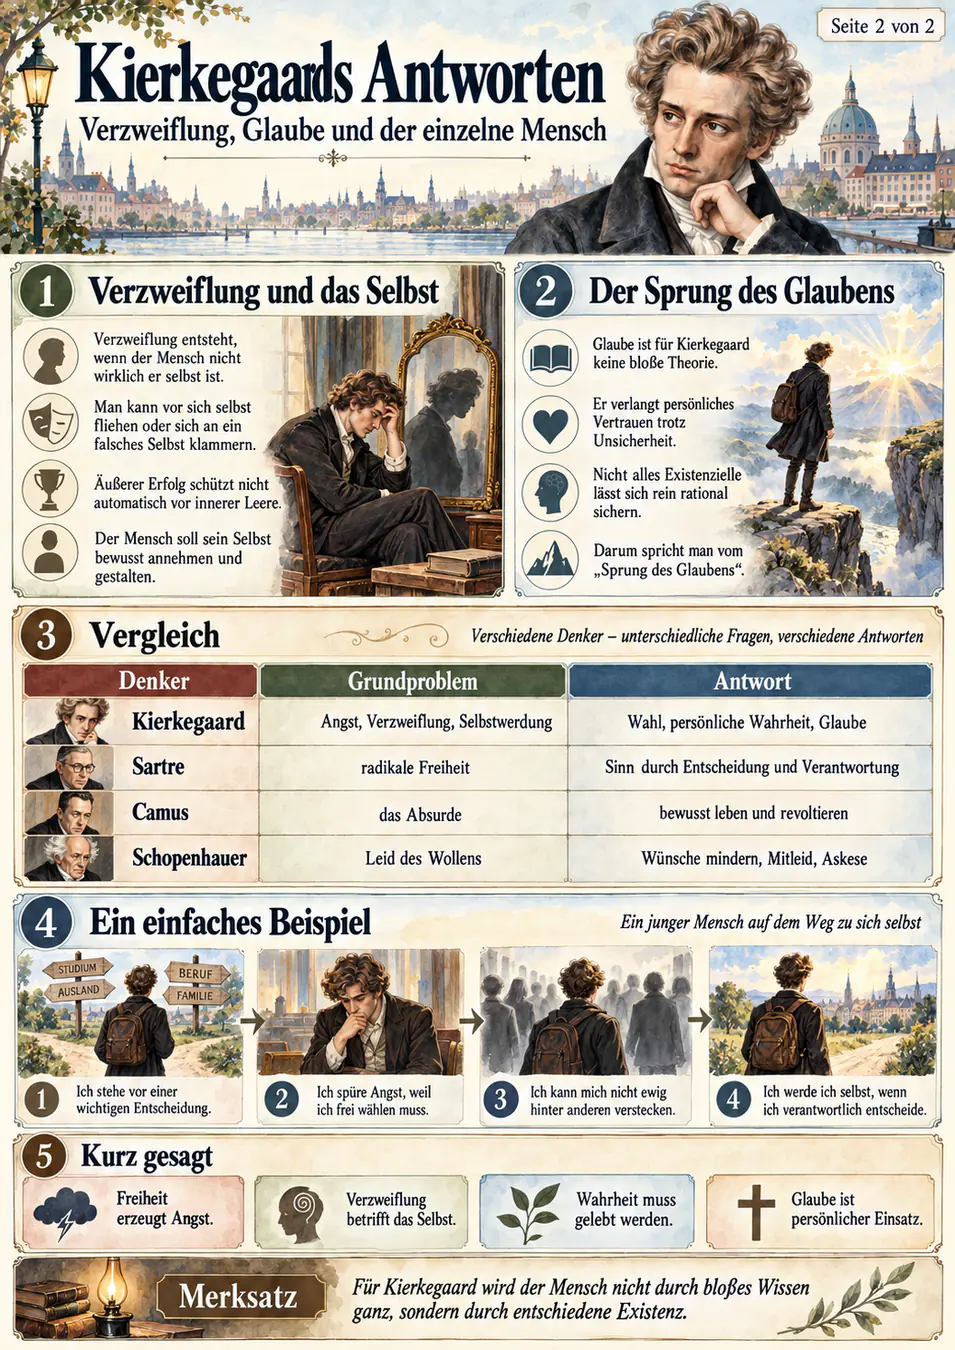 Seite 2 von 2
Kierkegaards Antworten
Verzweiflung, Glaube und der einzelne Mensch
1 Verzweiflung und das Selbst
Verzweiflung entsteht,
wenn der Mensch nicht
wirklich er selbst ist.
Man kann vor sich selbst
fliehen oder sich an ein
falsches Selbst klammern.
Äußerer Erfolg schützt nicht
automatisch vor innerer Leere.
Der Mensch soll sein Selbst
bewusst annehmen und
gestalten.
2 Der Sprung des Glaubens
Glaube ist für Kierkegaard
keine bloße Theorie.
Er verlangt persönliches
Vertrauen trotz
Unsicherheit.
Nicht alles Existenzielle
lässt sich rein rational
sichern.
Darum spricht man vom
„Sprung des Glaubens“.
3 Vergleich
Verschiedene Denker – unterschiedliche Fragen, verschiedene Antworten
Denker Grundproblem Antwort
Kierkegaard Angst, Verzweiflung, Selbstwerdung Wahl, persönliche Wahrheit, Glaube
Sartre radikale Freiheit Sinn durch Entscheidung und Verantwortung
Camus das Absurde bewusst leben und revoltieren
Schopenhauer Leid des Wollens Wünsche mindern, Mitleid, Askese
4 Ein einfaches Beispiel
Ein junger Mensch auf dem Weg zu sich selbst
STUDIUM
AUSLAND
BERUF
FAMILIE
1 Ich stehe vor einer
wichtigen Entscheidung.
2 Ich spüre Angst, weil
ich frei wählen muss.
3 Ich kann mich nicht ewig
hinter anderen verstecken.
4 Ich werde ich selbst, wenn
ich verantwortlich entscheide.
5 Kurz gesagt
Freiheit
erzeugt Angst.
Verzweiflung
betrifft das Selbst.
Wahrheit muss
gelebt werden.
Glaube ist
persönlicher Einsatz.
Merksatz
Für Kierkegaard wird der Mensch nicht durch bloßes Wissen
ganz, sondern durch entschiedene Existenz.